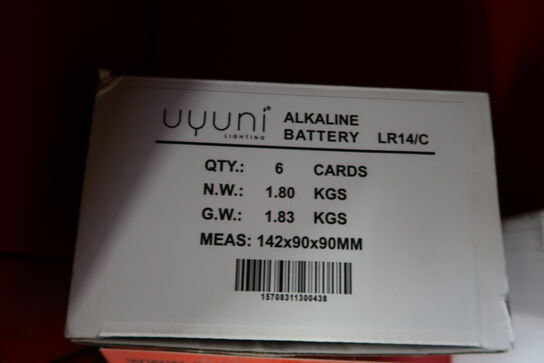 uyuni
LIGHTING
ALKALINE
BATTERY LR14/C
QTY.: 6 CARDS
N.W.: 1.80 KGS
G.W.: 1.83 KGS
MEAS: 142x90x90MM
15708311300438